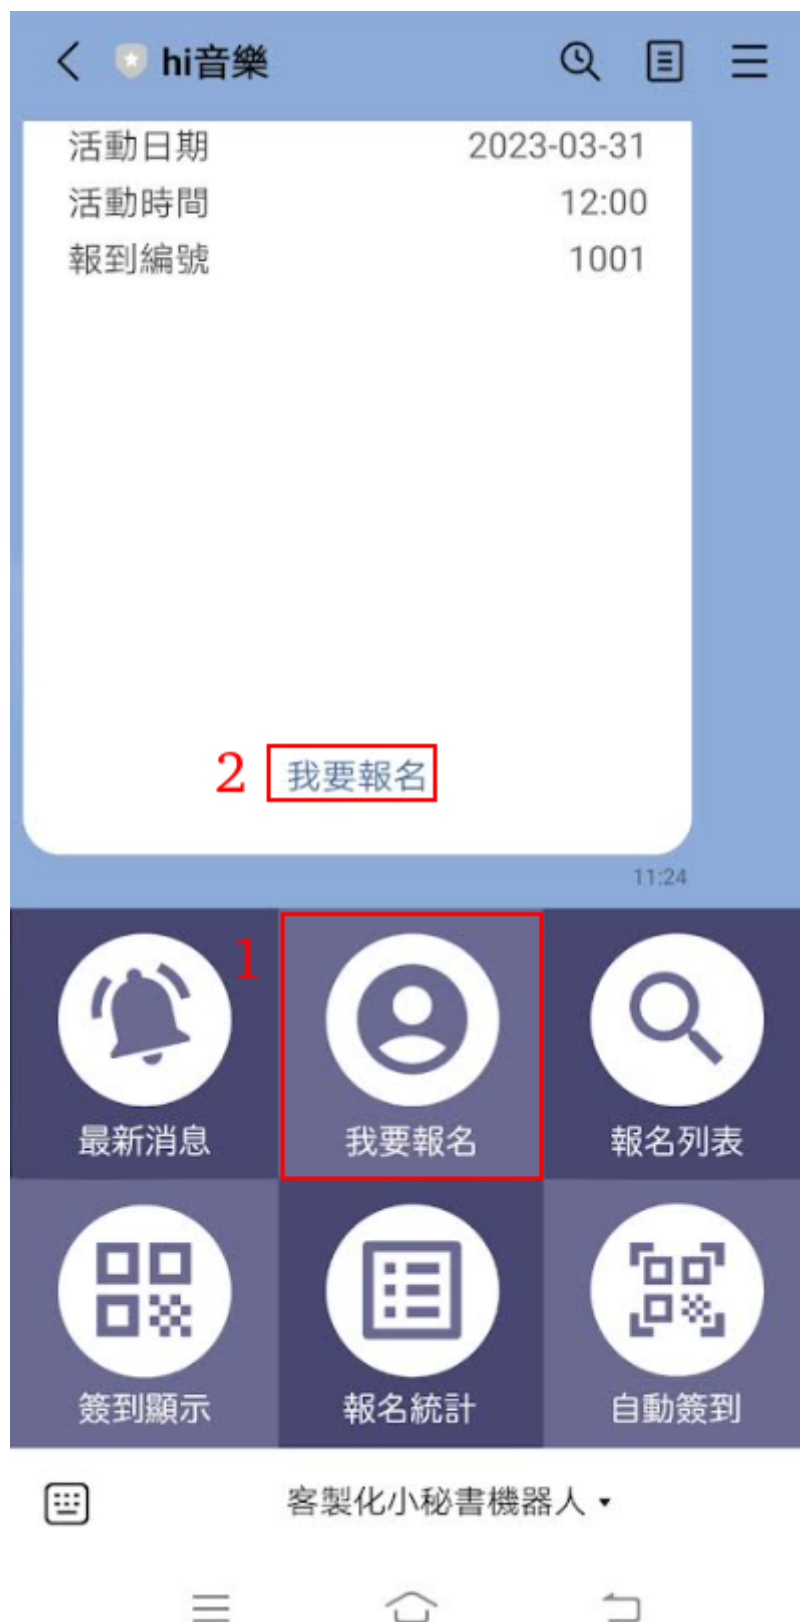 hi音樂
活動日期 2023-03-31
活動時間 12:00
報到編號 1001
2 我要報名
11:24
1
最新消息 我要報名 報名列表
簽到顯示 報名統計 自動簽到
客製化小秘書機器人